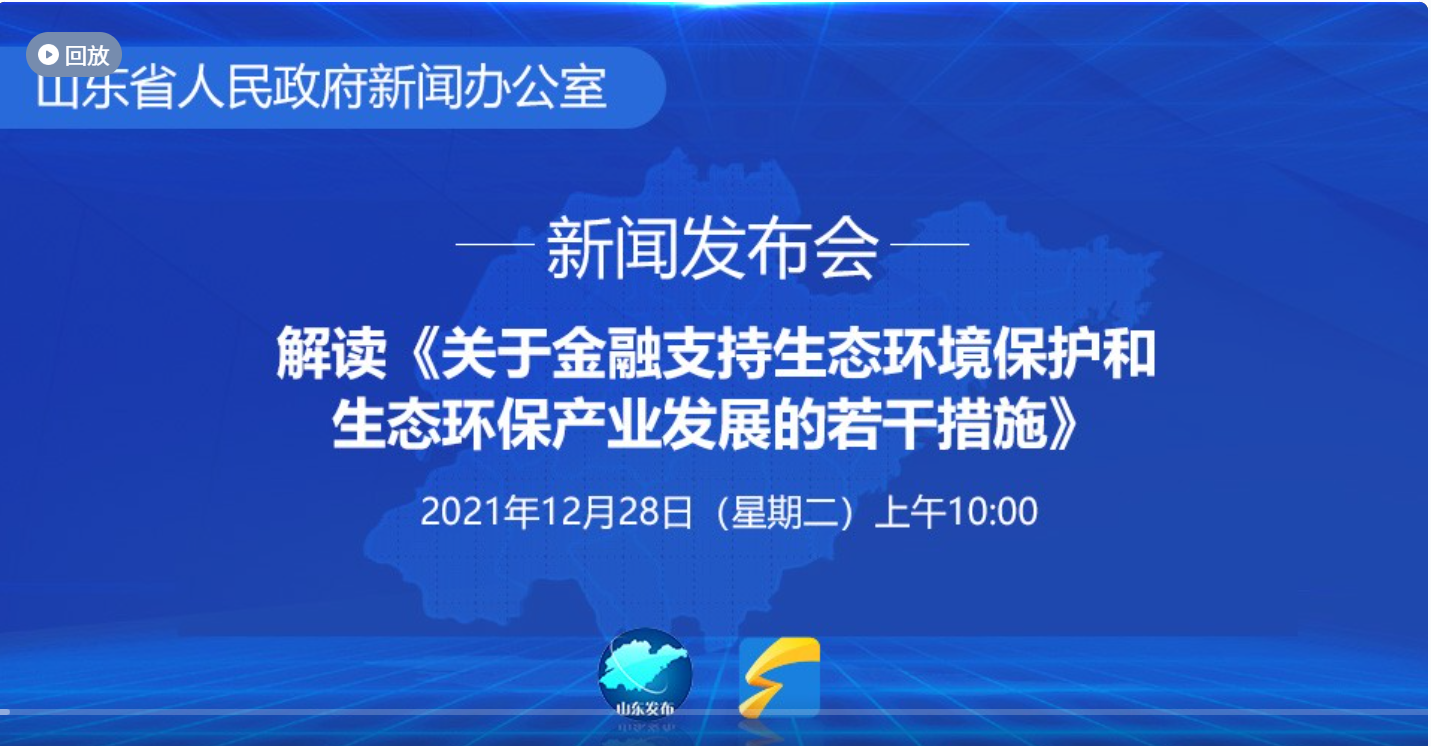 回放
山东省人民政府新闻办公室
新闻发布会
解读《关于金融支持生态环境保护和
生态环保产业发展的若干措施》
2021年12月28日（星期二）上午10:00
山东发布